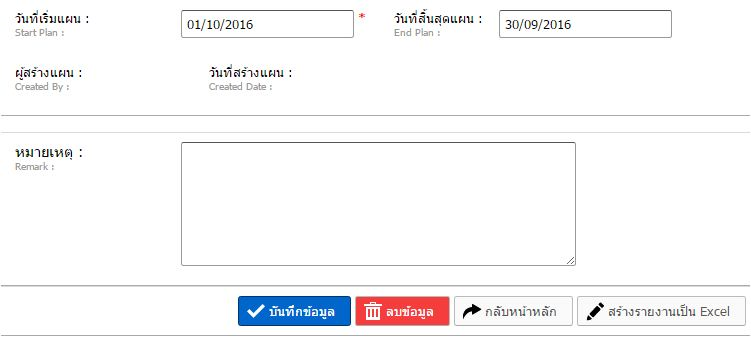 วันที่เริ่มแผน : 01/10/2016 * วันที่สิ้นสุดแผน : 30/09/2016
Start Plan : End Plan :
ผู้สร้างแผน : วันที่สร้างแผน :
Created By : Created Date :
หมายเหตุ :
Remark :
บันทึกข้อมูล ลบข้อมูล กลับหน้าหลัก สร้างรายงานเป็น Excel